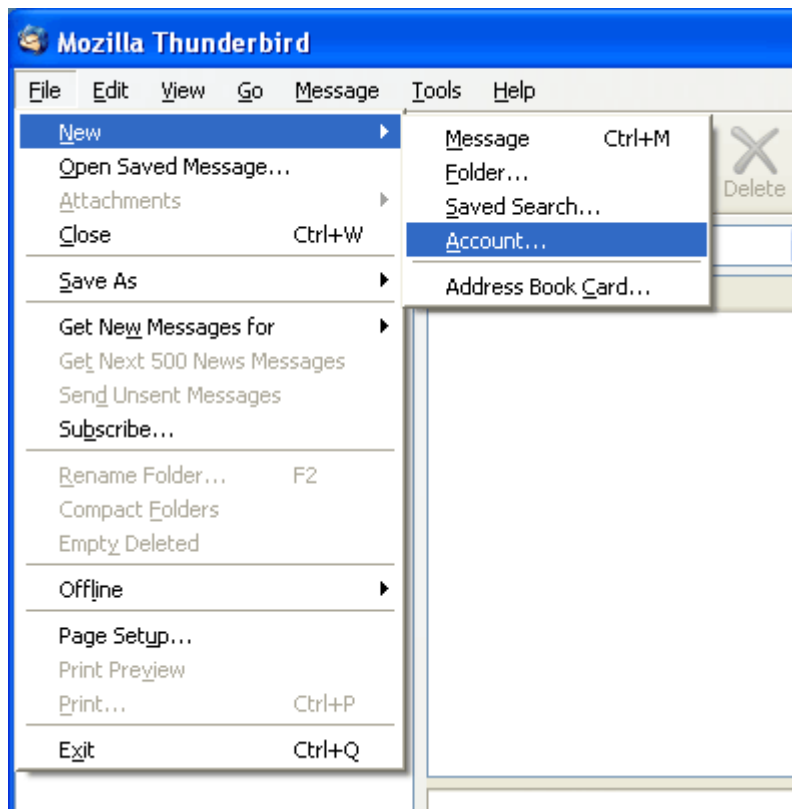 Mozilla Thunderbird
File Edit View Go Message Tools Help
New
Open Saved Message...
Attachments
Close Ctrl+W
Save As
Get New Messages for
Get Next 500 News Messages
Send Unsent Messages
Subscribe...
Rename Folder... F2
Compact Folders
Empty Deleted
Offline
Page Setup...
Print Preview
Print... Ctrl+P
Exit Ctrl+Q
Message Ctrl+M
Folder...
Saved Search...
Account...
Address Book Card...
Delete